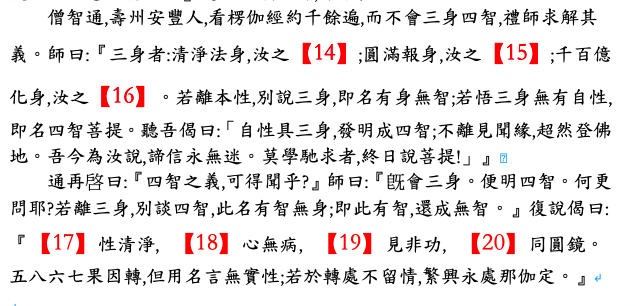 僧智通,壽州安豐人,看楞伽經約千餘遍,而不會三身四智,禮師求解其
義。師曰:『三身者:清淨法身,汝之【14】;圓滿報身,汝之【15】;千百億
化身,汝之【16】。若離本性,別說三身,即名有身無智;若悟三身無有自性,
即名四智菩提。聽吾偈曰:「自性具三身,發明成四智;不離見聞緣,超然登佛
地。吾今為汝說,諦信永無迷。莫學馳求者,終日說菩提!」』
通再啓曰:『四智之義,可得聞乎?』師曰:『既會三身。便明四智。何更
問耶?若離三身,別談四智,此名有智無身;即此有智,還成無智。』復說偈曰:
『【17】性清淨,【18】心無病,【19】見非功,【20】同圓鏡。
五八六七果因轉,但用名言無實性;若於轉處不留情,繁興永處那伽定。』